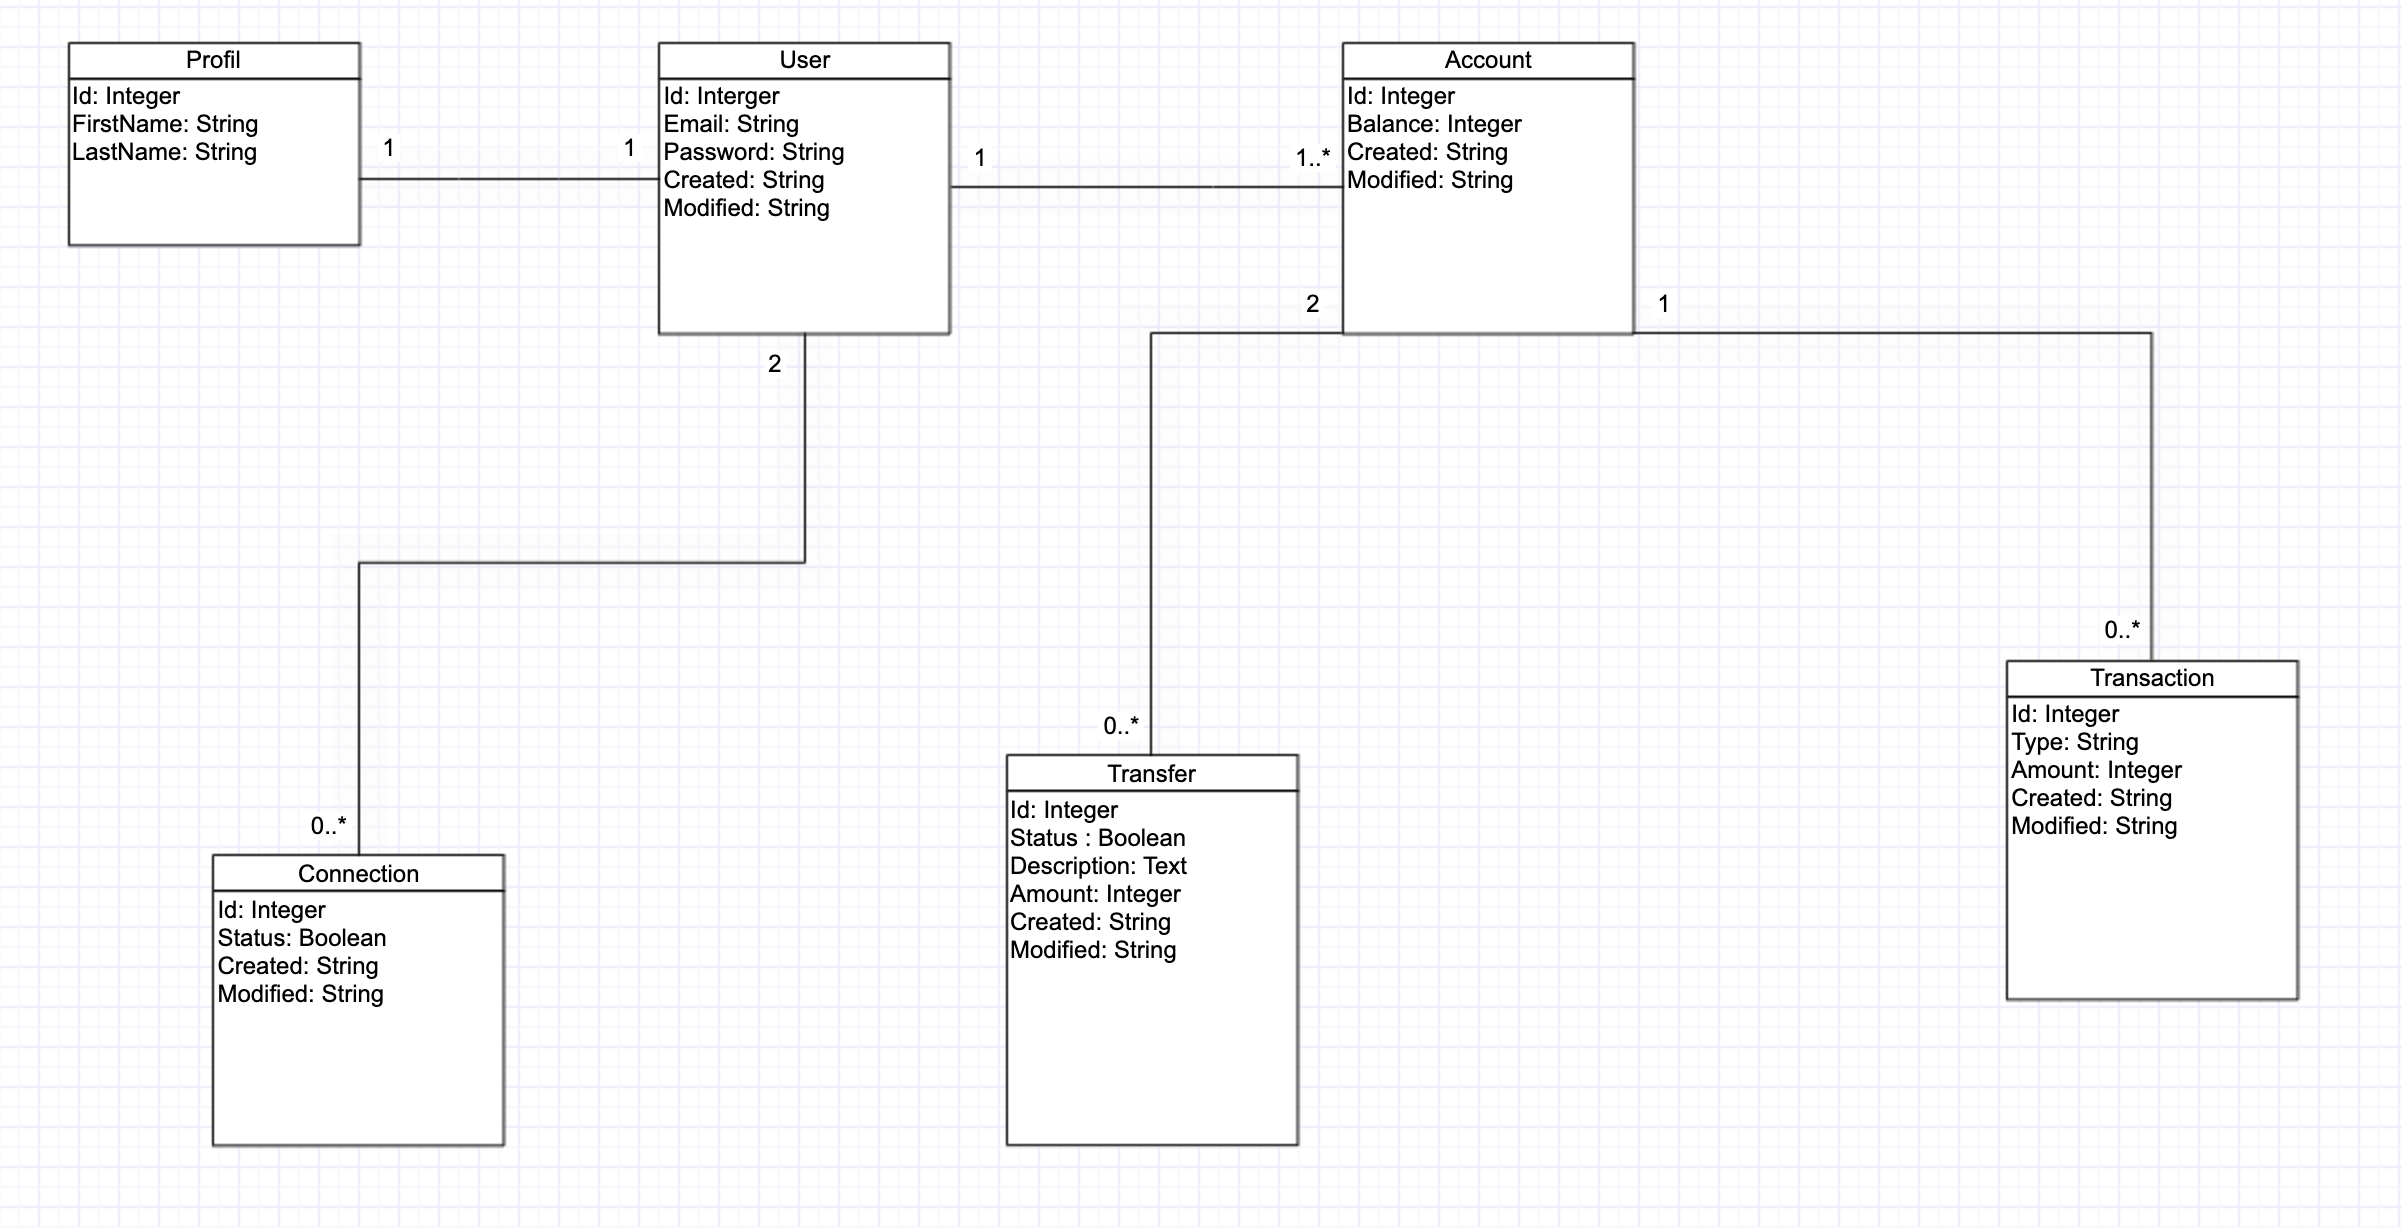 Profil
Id: Integer
FirstName: String
LastName: String
1
1
User
Id: Interger
Email: String
Password: String
Created: String
Modified: String
1
1..*
Account
Id: Integer
Balance: Integer
Created: String
Modified: String
2
2
1
0..*
Connection
Id: Integer
Status: Boolean
Created: String
Modified: String
0..*
Transfer
Id: Integer
Status : Boolean
Description: Text
Amount: Integer
Created: String
Modified: String
0..*
Transaction
Id: Integer
Type: String
Amount: Integer
Created: String
Modified: String